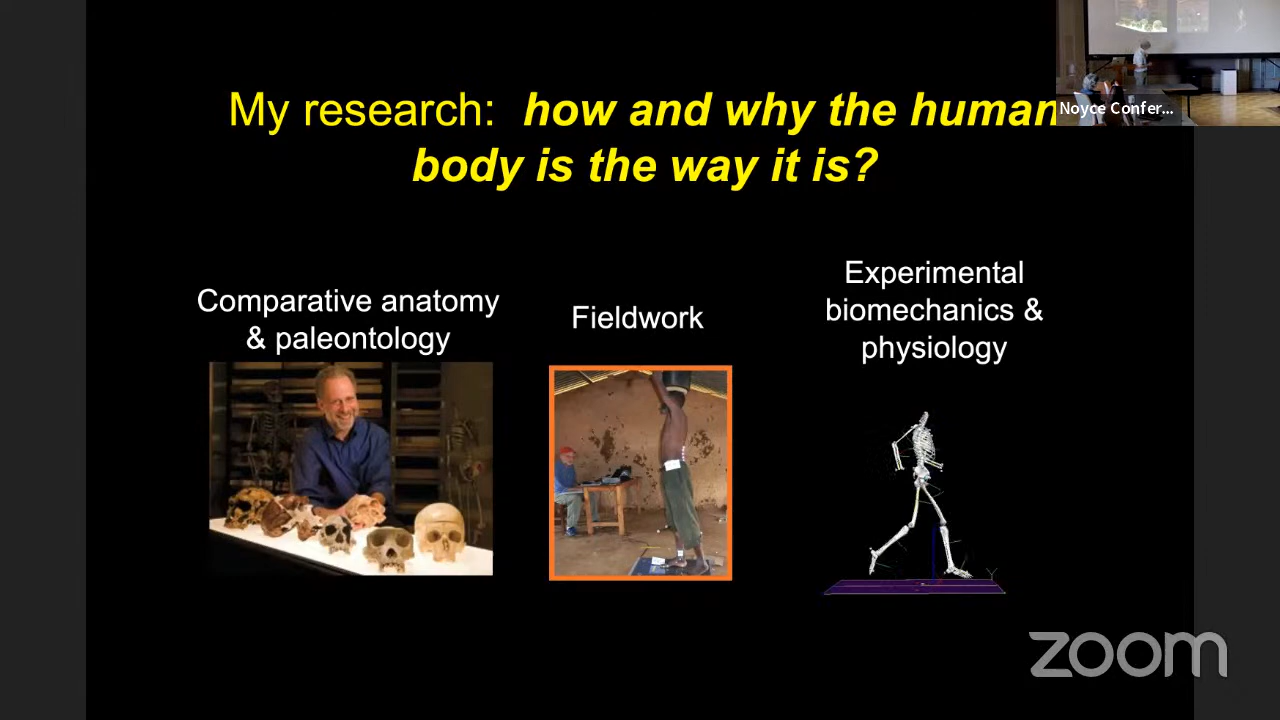 My research: how and why the human
body is the way it is?
Noyce Confer...
Comparative anatomy
& paleontology
Fieldwork
Experimental
biomechanics &
physiology
Y
zoom